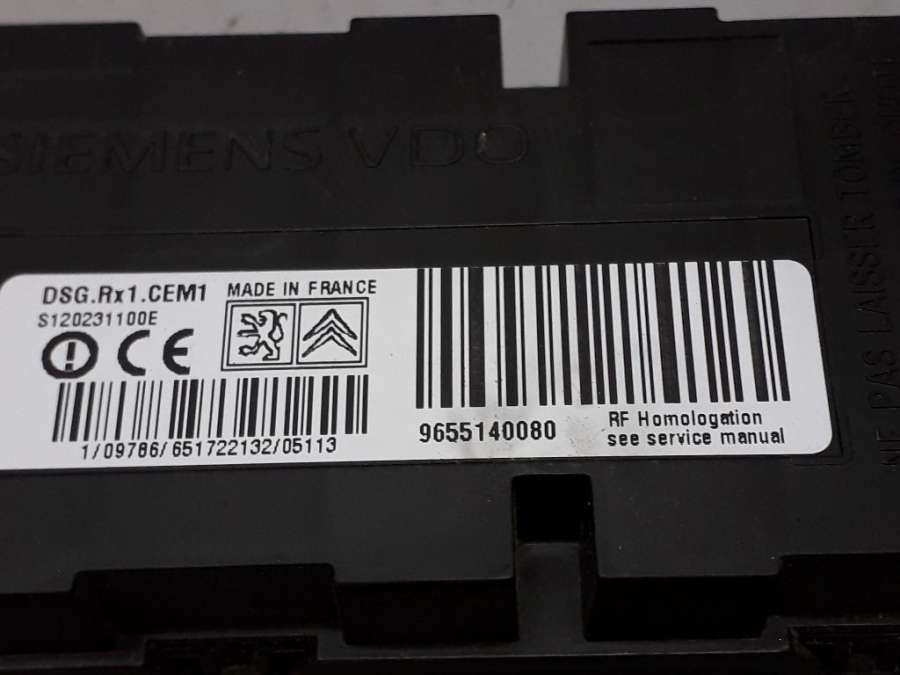 SIEMENS VDO
DSG.Rx1.CEM1
MADE IN FRANCE
S120231100E
CE
1/09786/651722132/05113
9655140080
RF Homologation
see service manual
NE PAS LAISSER TOMBER